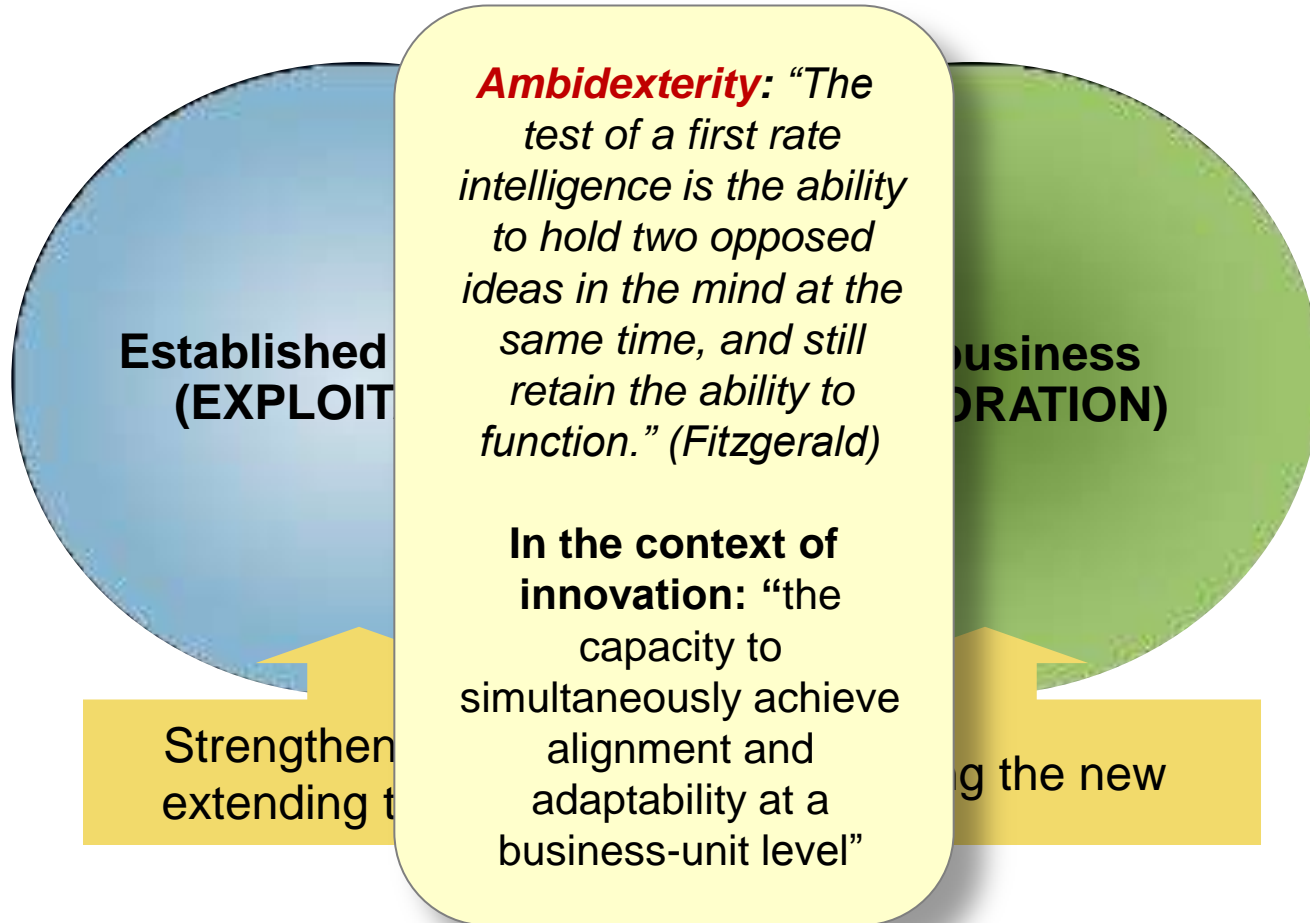 Ambidexterity: “The
test of a first rate
intelligence is the ability
to hold two opposed
ideas in the mind at the
same time, and still
retain the ability to
function.” (Fitzgerald)
In the context of
innovation: “the
capacity to
simultaneously achieve
alignment and
adaptability at a
business-unit level”
Established
(EXPLOIT
business
ORATION)
Strengthen
extending t
g the new